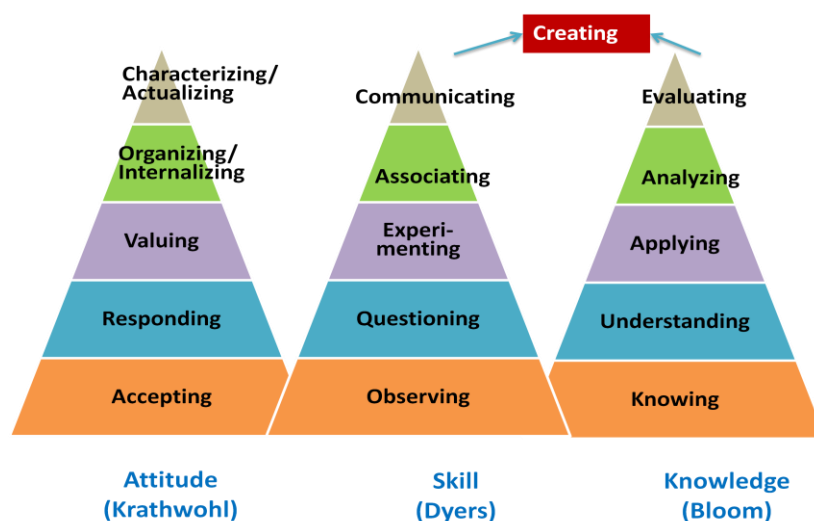 Creating
Characterizing/
Actualizing
Organizing/
Internalizing
Valuing
Responding
Accepting
Attitude
(Krathwohl)
Communicating
Associating
Experi-
menting
Questioning
Observing
Skill
(Dyers)
Evaluating
Analyzing
Applying
Understanding
Knowing
Knowledge
(Bloom)